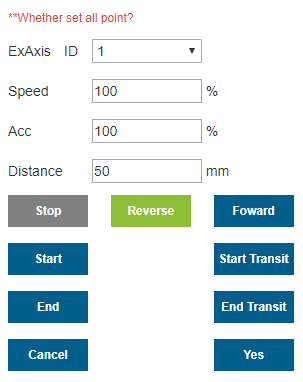 **Whether set all point?
ExAxis ID 1
Speed 100 %
Acc 100 %
Distance 50 mm
Stop Reverse Foward
Start Start Transit
End End Transit
Cancel Yes